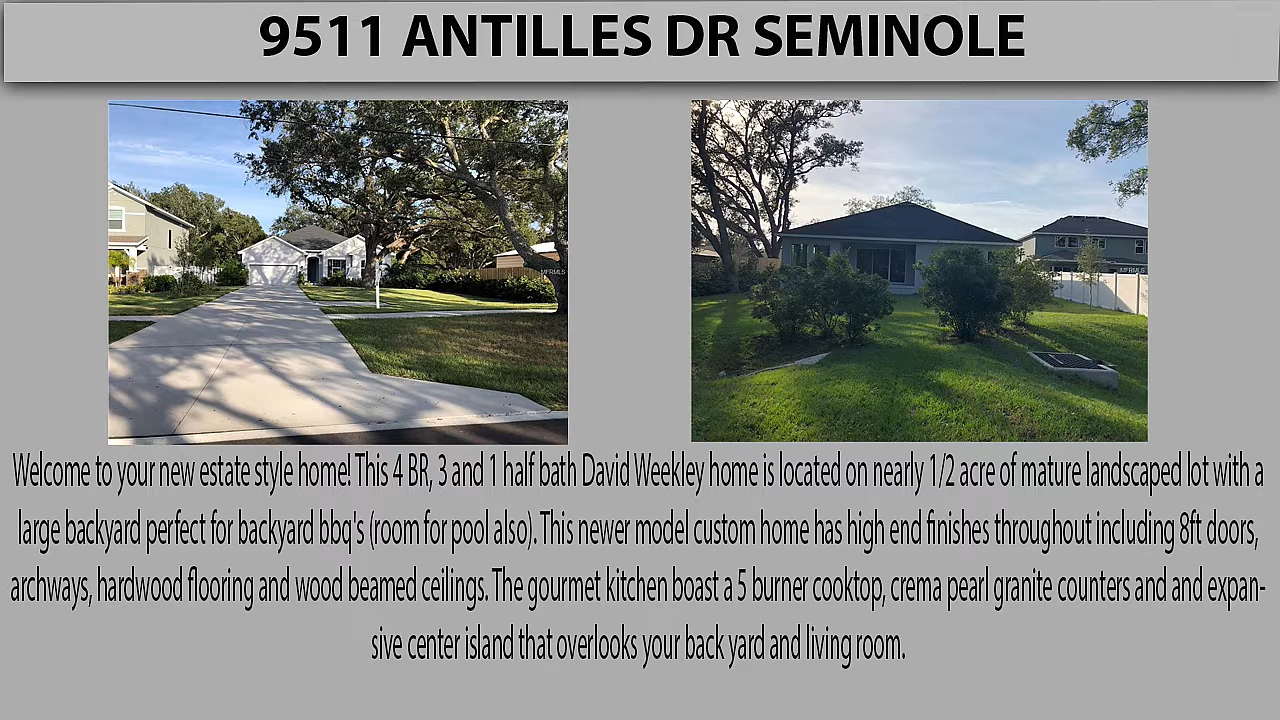 9511 ANTILLES DR SEMINOLE
MFRMLS
MFRMLS
Welcome to your new estate style home! This 4 BR, 3 and 1 half bath David Weekley home is located on nearly 1/2 acre of mature landscaped lot with a
large backyard perfect for backyard bbq's (room for pool also). This newer model custom home has high end finishes throughout including 8ft doors,
archways, hardwood flooring and wood beamed ceilings. The gourmet kitchen boast a 5 burner cooktop, crema pearl granite counters and and expan-
sive center island that overlooks your back yard and living room.